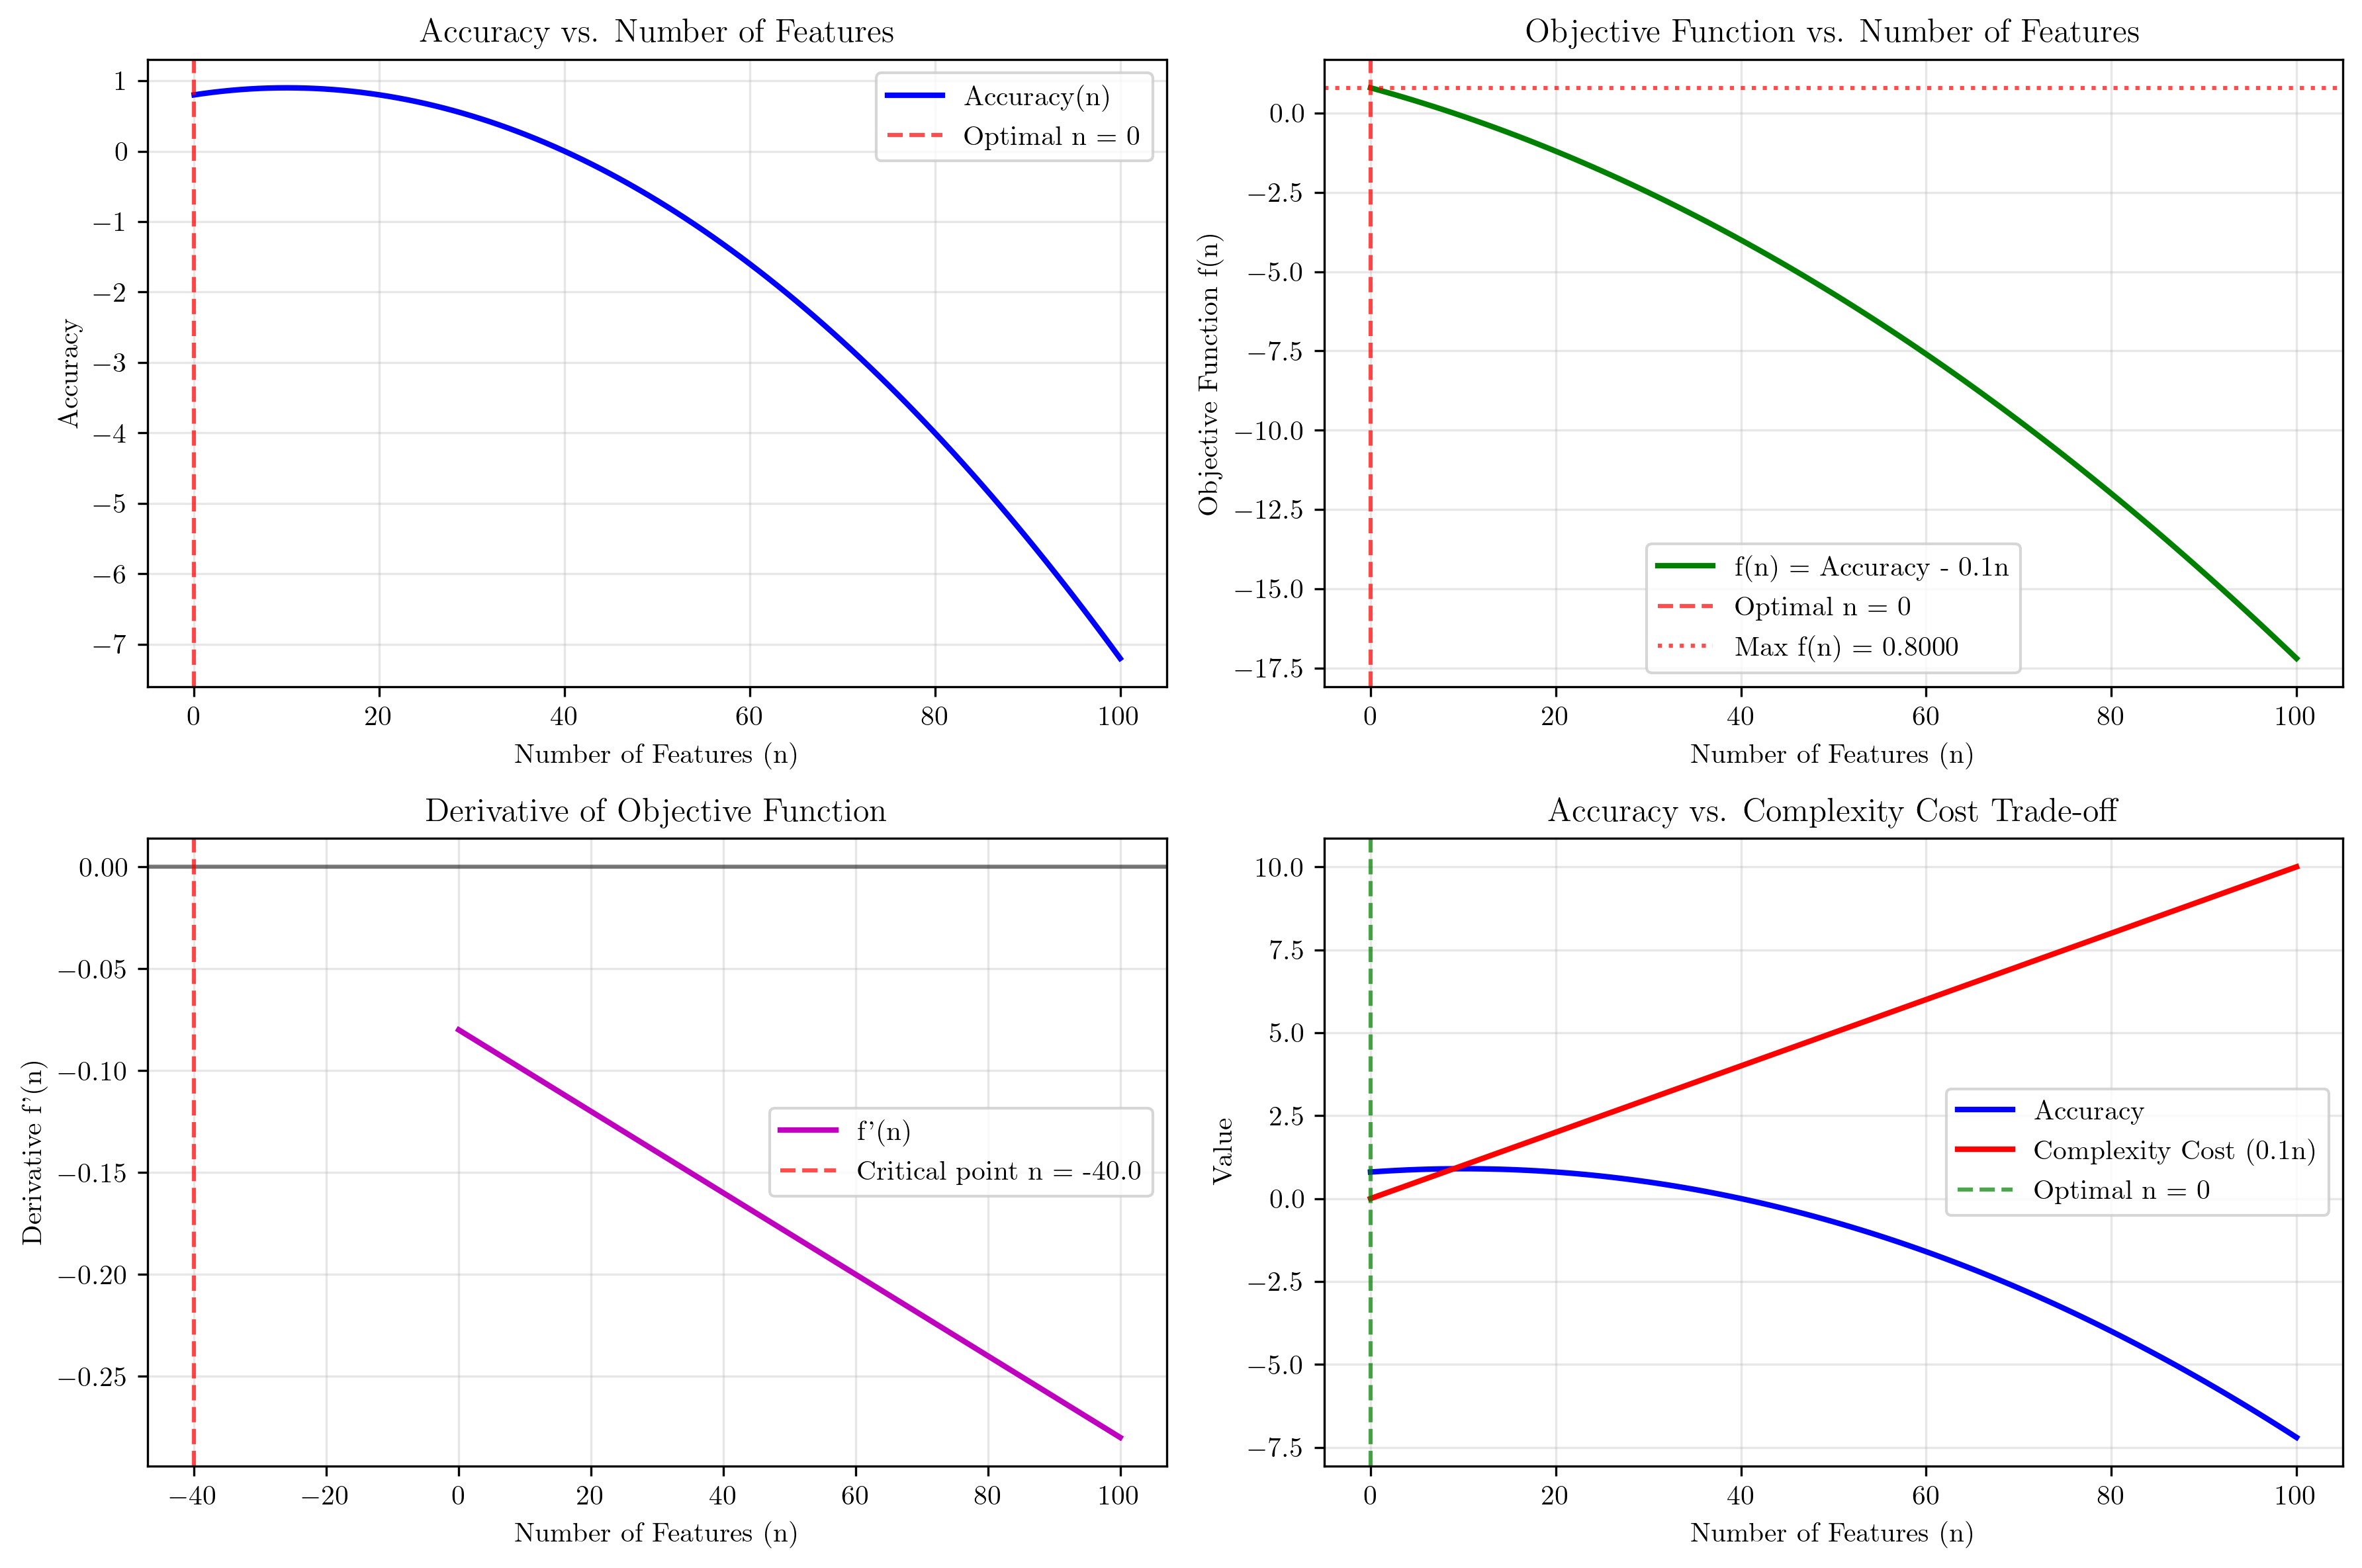 Accuracy vs. Number of Features
1
0
−1
−2
−3
−4
−5
−6
−7
Accuracy
Accuracy(n)
Optimal n = 0
0 20 40 60 80 100
Number of Features (n)
Objective Function vs. Number of Features
0.0
−2.5
−5.0
−7.5
−10.0
−12.5
−15.0
−17.5
Objective Function f(n)
f(n) = Accuracy - 0.1n
Optimal n = 0
Max f(n) = 0.8000
0 20 40 60 80 100
Number of Features (n)
Derivative of Objective Function
0.00
−0.05
−0.10
−0.15
−0.20
−0.25
Derivative f’(n)
f’(n)
Critical point n = -40.0
−40 −20 0 20 40 60 80 100
Number of Features (n)
Accuracy vs. Complexity Cost Trade-off
10.0
7.5
5.0
2.5
0.0
−2.5
−5.0
−7.5
Value
Accuracy
Complexity Cost (0.1n)
Optimal n = 0
0 20 40 60 80 100
Number of Features (n)